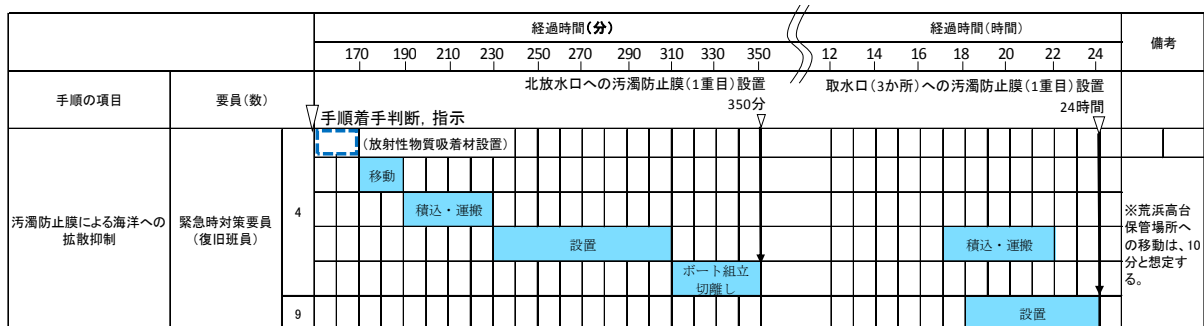 経過時間(分)
経過時間(時間)
備考
170 190 210 230 250 270 290 310 330 350
12 14 16 18 20 22 24
手順の項目
要員(数)
北放水口への汚濁防止膜(1重目)設置
350分
取水口(3か所)への汚濁防止膜(1重目)設置
24時間
手順着手判断，指示
(放射性物質吸着材設置)
汚濁防止膜による海洋への
拡散抑制
緊急時対策要員
(復旧班員)
4
移動
積込・運搬
設置
積込・運搬
ボート組立
切離し
9
設置
※荒浜高台
保管場所へ
の移動は、10
分と想定す
る。